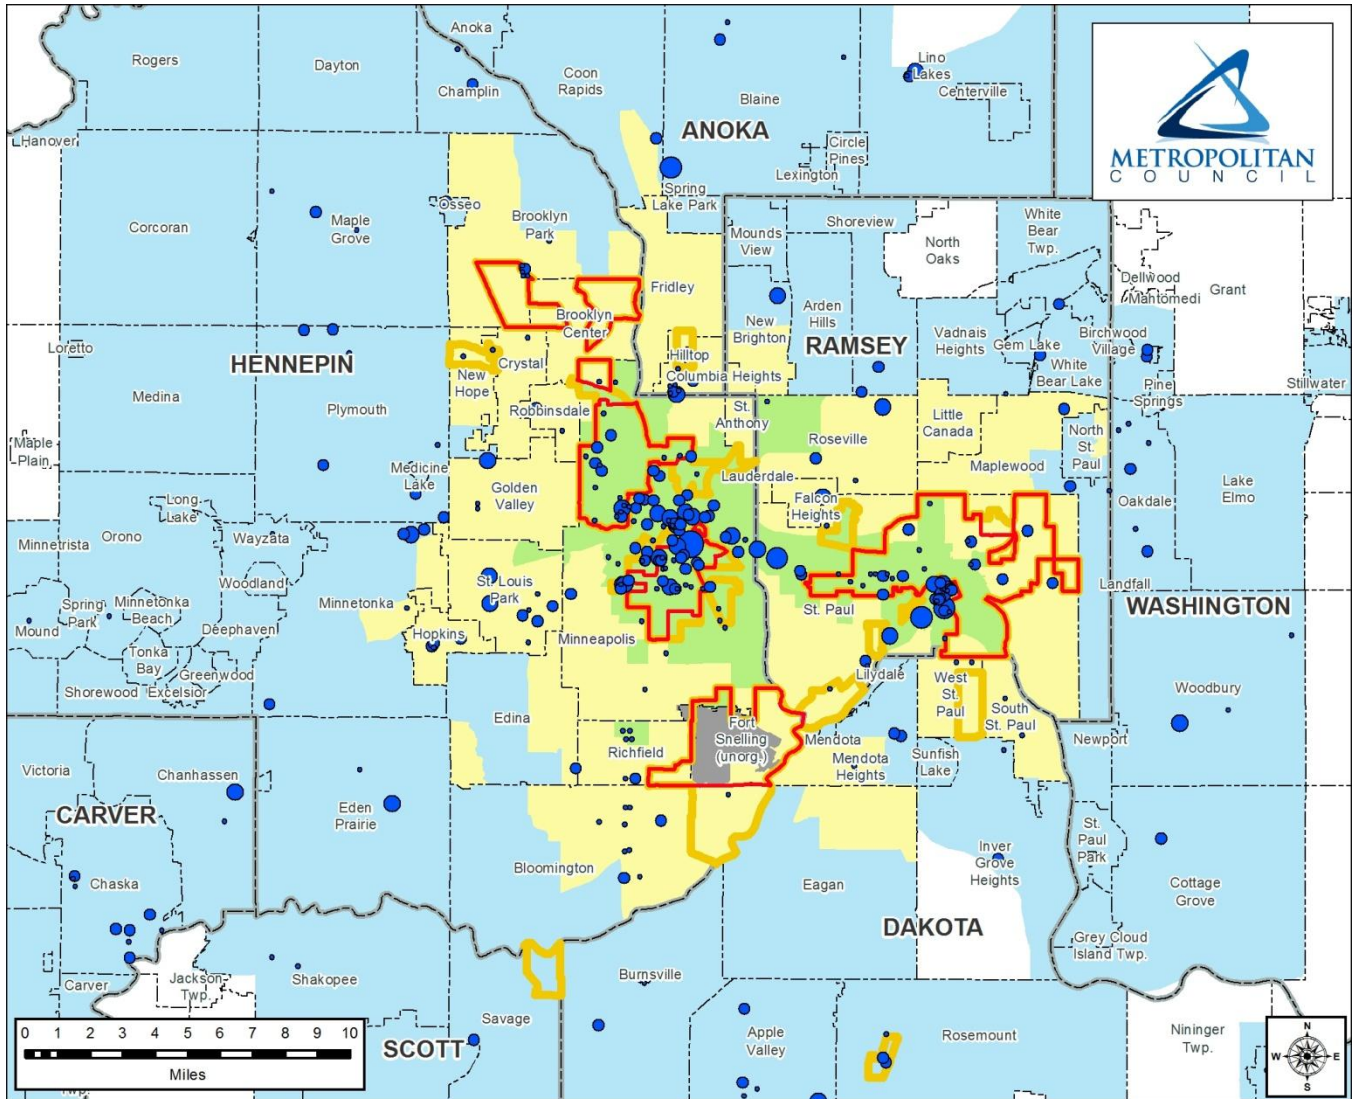 Anoka
Rogers
Dayton
Coon
Rapids
Champlin
Lino
Lakes
Centerville
Blaine
ANOKA
METROPOLITAN
COUNCIL
Hanover
Circle
Pines
Lexington
Spring
Lake Park
Osseo
Brooklyn
Park
Maple
Grove
Corcoran
Mounds
View
Shoreview
North
Oaks
White
Bear
Twp.
Dellwood
Mahtomedi
Grant
Fridley
Arden
Hills
New
Brighton
Vadnais
Heights
Gem Lake
Birchwood
Village
Brooklyn
Center
Loretto
HENNEPIN
Crystal
Hilltop
Columbia Heights
RAMSEY
White
Bear Lake
Pine
Springs
Stillwater
New
Hope
Medina
Plymouth
Robbinsdale
St.
Anthony
Roseville
Little
Canada
North
St.
Paul
Maple
Plain
Maplewood
Medicine
Lake
Golden
Valley
Lauderdale
Falcon
Heights
Oakdale
Lake
Elmo
Long
Lake
Orono
Minnetrista
Wayzata
Woodland
Landfall
WASHINGTON
St. Louis
Park
Minnetonka
Spring
Park
Minnetonka
Beach
Mound
Deephaven
Hopkins
Minneapolis
St. Paul
Tonka
Bay
Greenwood
Shorewood
Excelsior
Lilydale
West
St.
Paul
South
St. Paul
Woodbury
Edina
Fort
Snelling
(unorg.)
Richfield
Mendota
Mendota
Heights
Sunfish
Lake
Newport
Victoria
Chanhassen
CARVER
Eden
Prairie
St.
Paul
Park
Inver
Grove
Heights
Bloomington
Eagan
Chaska
Cottage
Grove
DAKOTA
Grey Cloud
Island Twp.
Carver
Jackson
Twp.
Shakopee
Burnsville
Savage
SCOTT
Apple
Valley
Rosemount
Nininger
Twp.
0 1 2 3 4 5 6 7 8 9 10
Miles
Twp.
N
W
E
S